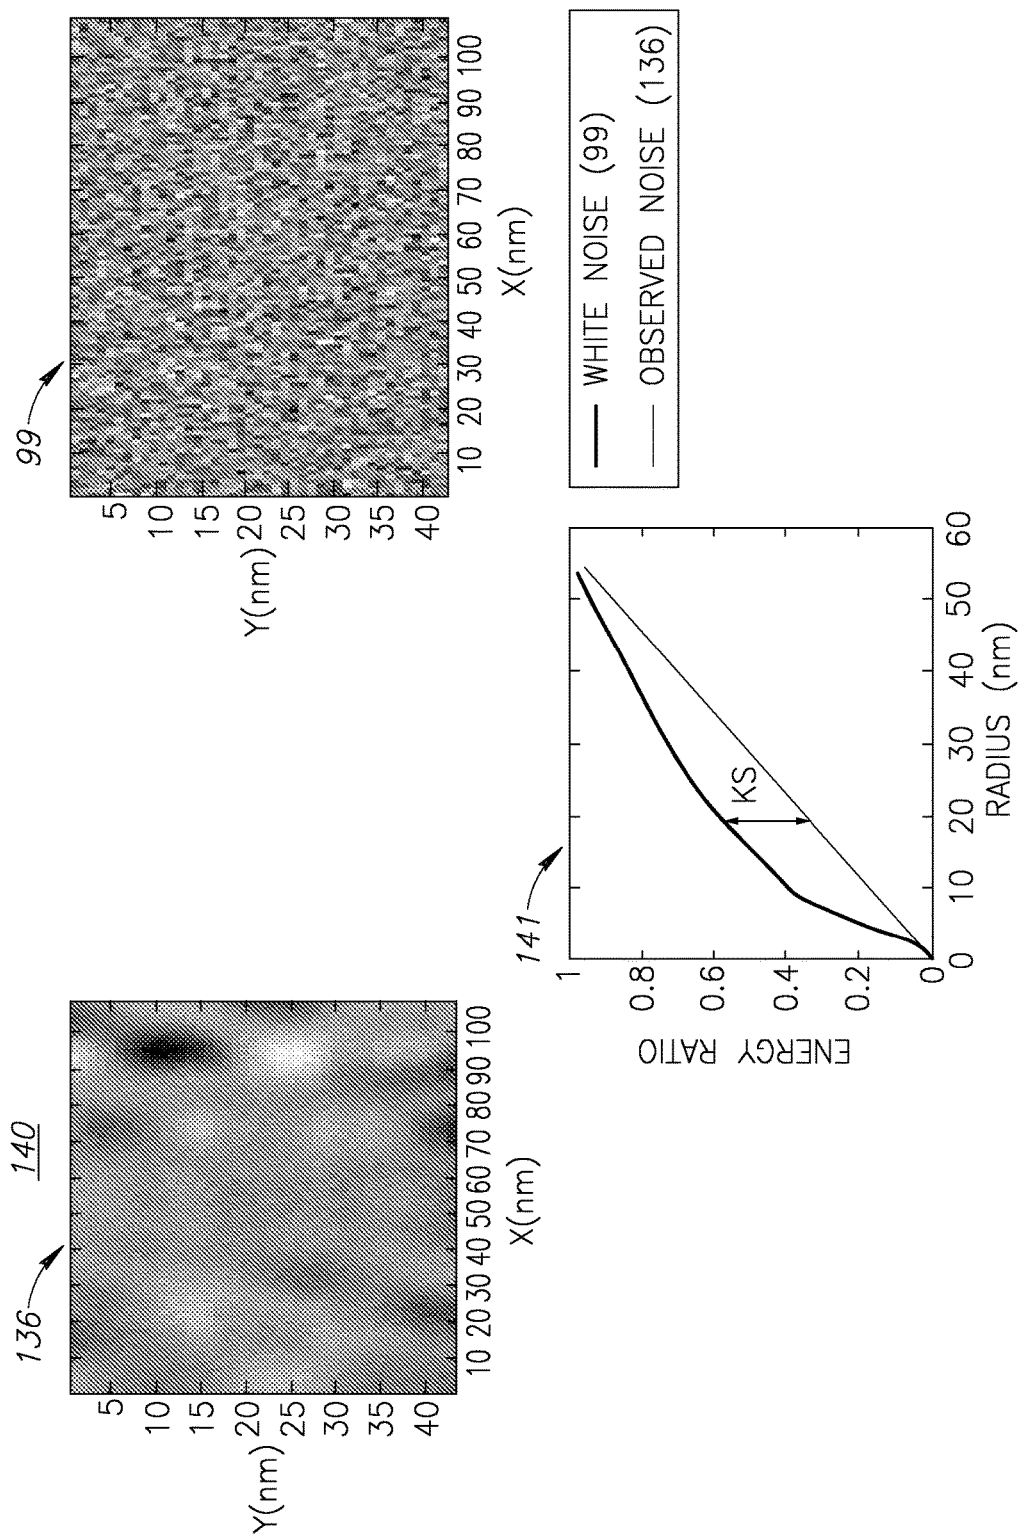 140
136
Y(nm)
5
10
15
20
25
30
35
40
10 20 30 40 50 60 70 80 90 100
X(nm)
99
Y(nm)
5
10
15
20
25
30
35
40
10 20 30 40 50 60 70 80 90 100
X(nm)
141
ENERGY RATIO
1
0.8
0.6
0.4
0.2
0
KS
0 10 20 30 40 50 60
RADIUS (nm)
WHITE NOISE (99)
OBSERVED NOISE (136)